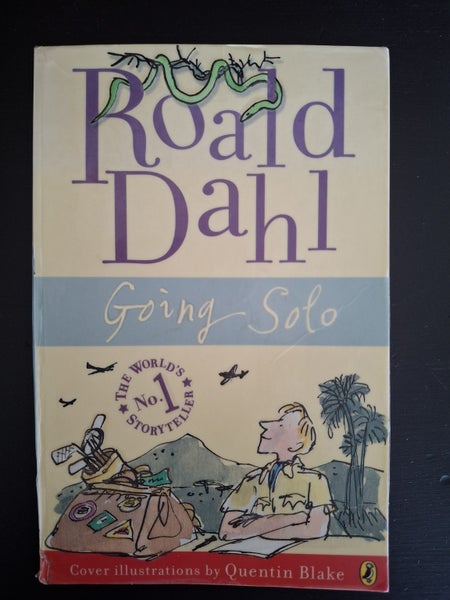 Roald
Dahl
Going Solo
THE WORLD'S
No.1
STORYTELLER
Cover illustrations by Quentin Blake